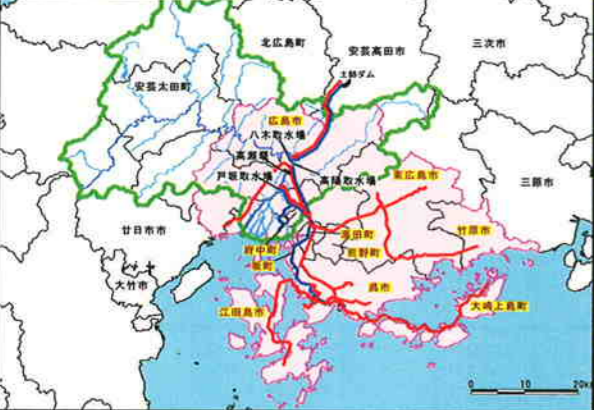 北広島町
安芸高田市
三次市
土師ダム
安芸太田町
広島市
八木取水場
高瀬堰
戸坂取水場
高陽取水場
東広島市
三原市
廿日市市
海田町
竹原市
府中町
熊野町
坂町
大竹市
呉市
江田島市
大崎上島町
0 10 20km